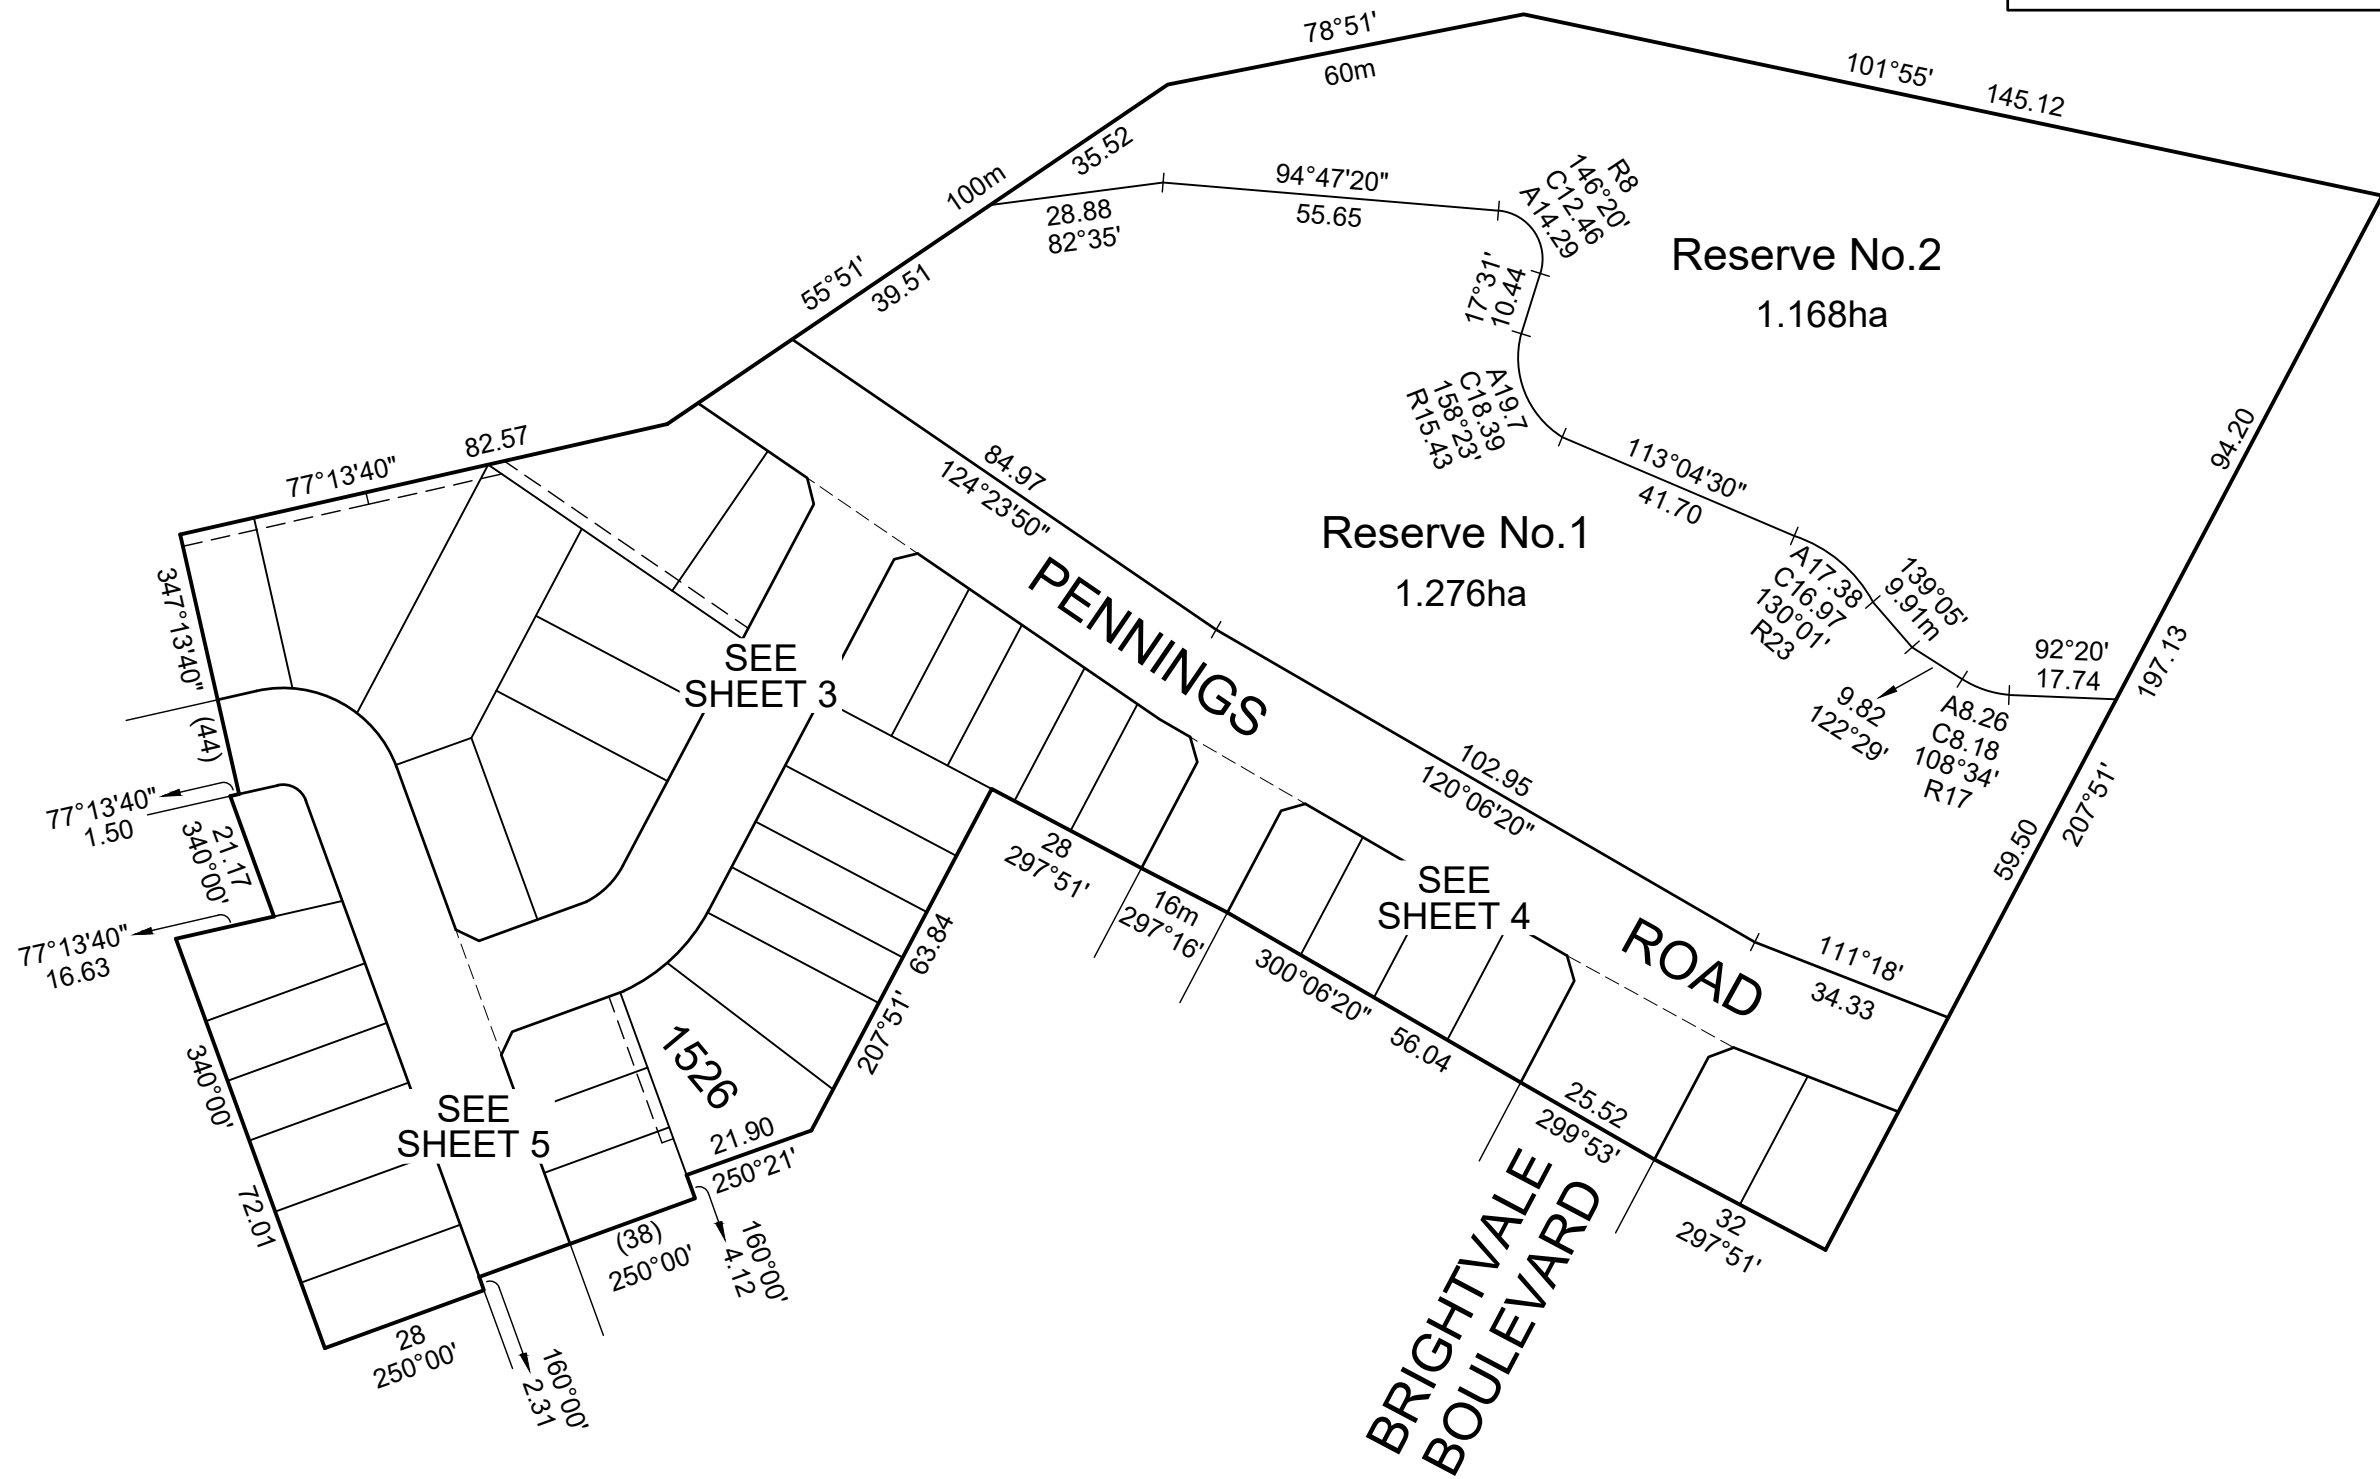 78°51'
60m
101°55'
145.12
100m
35.52
55°51'
39.51
28.88
82°35'
94°47'20"
55.65
R8
146°20'
C12.46
A14.29
17°31'
10.44
Reserve No.2
1.168ha
A19.7
C18.39
158°23'
R15.43
113°04'30"
41.70
94.20
84.97
124°23'50"
Reserve No.1
1.276ha
A17.38
C16.97
130°01'
R23
139°05'
9.91m
92°20'
17.74
197.13
9.82
122°29'
A8.26
C8.18
108°34'
R17
59.50
207°51'
82.57
77°13'40"
347°13'40"
(44)
SEE
SHEET 3
PENNINGS
ROAD
77°13'40"
1.50
21.17
340°00'
77°13'40"
16.63
102.95
120°06'20"
111°18'
34.33
28
297°51'
16m
297°16'
SEE
SHEET 4
300°06'20"
56.04
63.84
207°51'
1526
25.52
299°53'
32
297°51'
340°00'
72.01
SEE
SHEET 5
21.90
250°21'
(38)
250°00'
160°00'
4.12
28
250°00'
160°00'
2.31
BRIGHTVALE
BOULEVARD